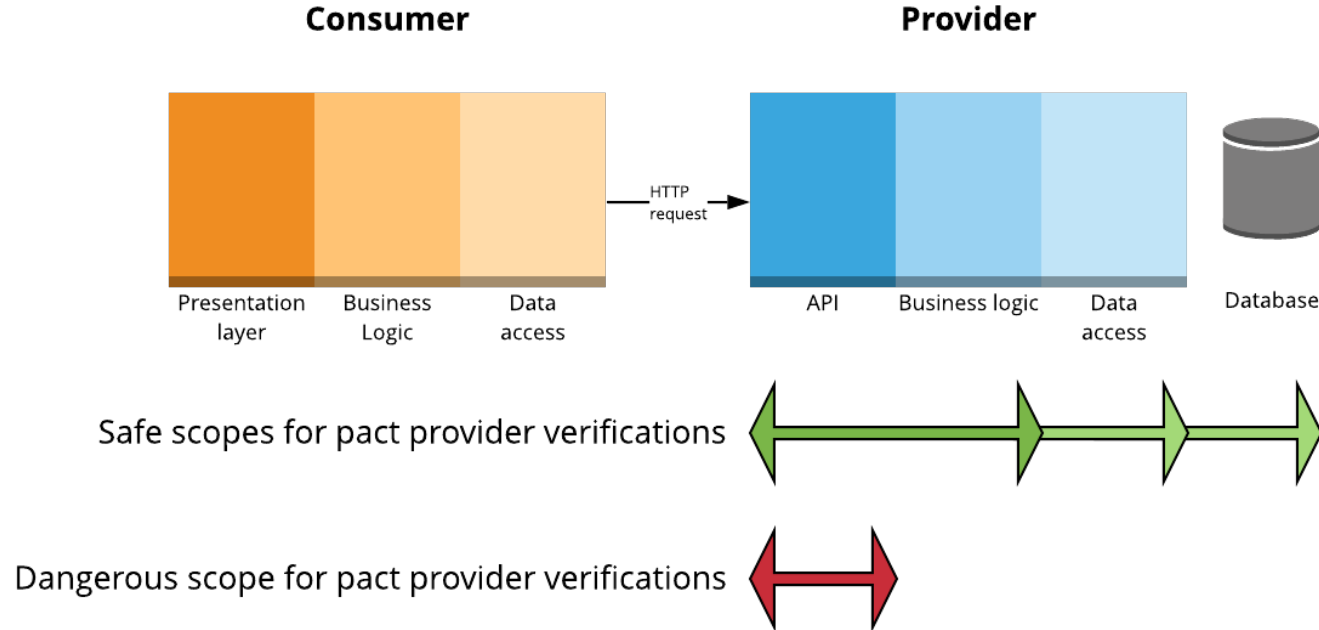 Consumer
Provider
HTTP
request
Presentation
layer
Business
Logic
Data
access
API
Business logic
Data
access
Database
Safe scopes for pact provider verifications
Dangerous scope for pact provider verifications